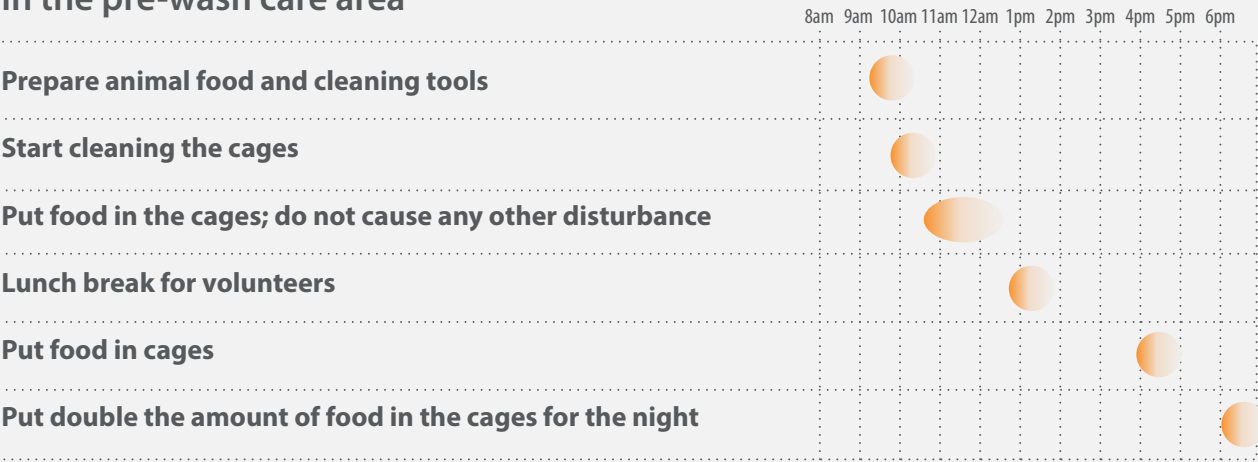 in the pre-wash care area
8am 9am 10am 11am 12am 1pm 2pm 3pm 4pm 5pm 6pm
Prepare animal food and cleaning tools
Start cleaning the cages
Put food in the cages; do not cause any other disturbance
Lunch break for volunteers
Put food in cages
Put double the amount of food in the cages for the night